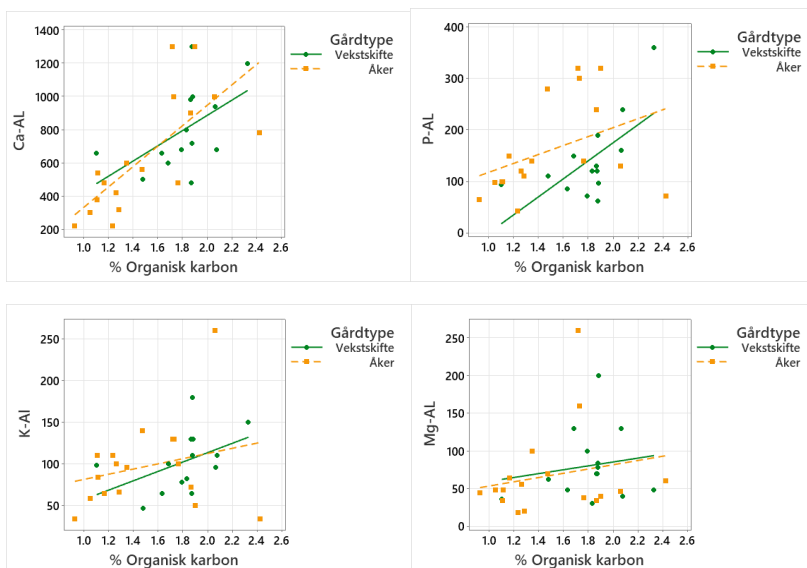 Ca-AL
1400
1200
1000
800
600
400
200
1.0 1.2 1.4 1.6 1.8 2.0 2.2 2.4 2.6
% Organisk karbon
Gårdtype
Vekstskifte
Åker
P-AL
400
300
200
100
0
1.0 1.2 1.4 1.6 1.8 2.0 2.2 2.4 2.6
% Organisk karbon
Gårdtype
Vekstskifte
Åker
K-Al
250
200
150
100
50
1.0 1.2 1.4 1.6 1.8 2.0 2.2 2.4 2.6
% Organisk karbon
Gårdtype
Vekstskifte
Åker
Mg-AL
250
200
150
100
50
0
1.0 1.2 1.4 1.6 1.8 2.0 2.2 2.4 2.6
% Organisk karbon
Gårdtype
Vekstskifte
Åker